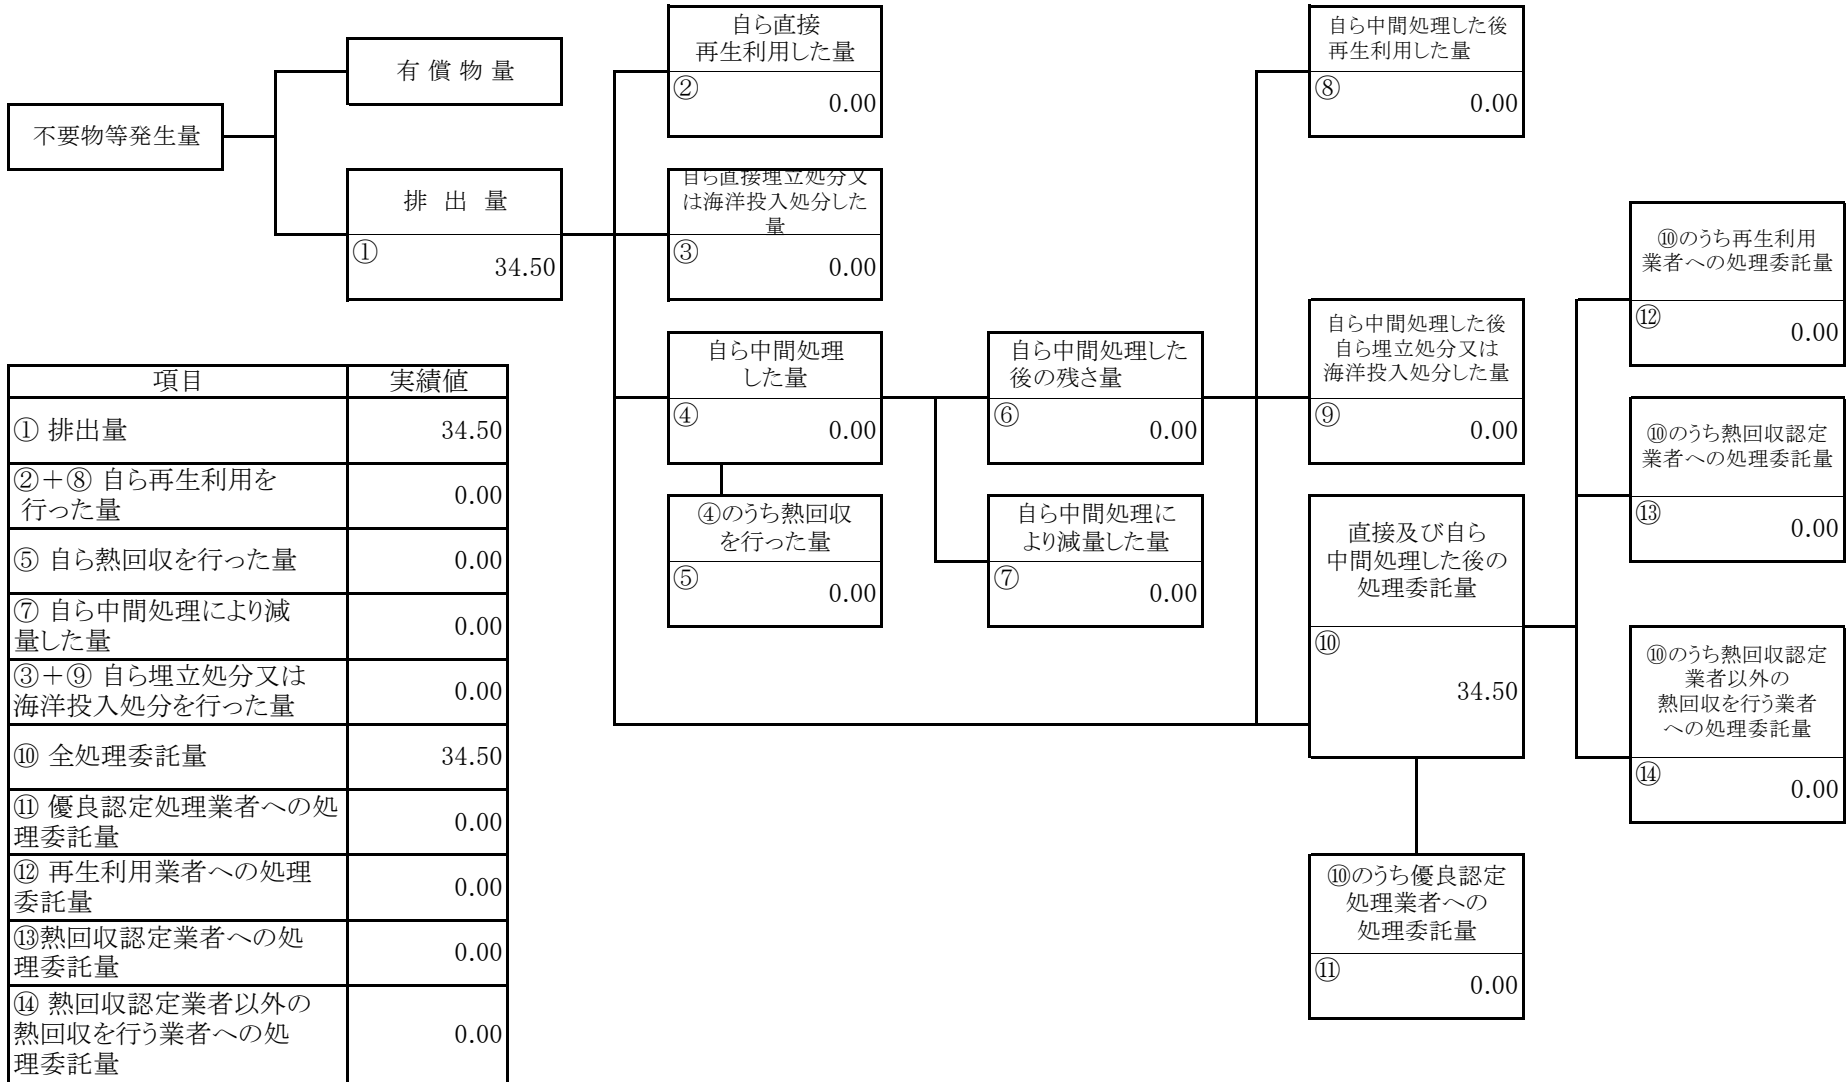 不要物等発生量
有 償 物 量
排 出 量
①
34.50
自ら直接
再生利用した量
②
0.00
自ら直接埋立処分又
は海洋投入処分した
量
③
0.00
自ら中間処理
した量
④
0.00
④のうち熱回収
を行った量
⑤
0.00
自ら中間処理した
後の残さ量
⑥
0.00
自ら中間処理に
より減量した量
⑦
0.00
自ら中間処理した後
再生利用した量
⑧
0.00
自ら中間処理した後
自ら埋立処分又は
海洋投入処分した量
⑨
0.00
直接及び自ら
中間処理した後の
処理委託量
⑩
34.50
⑩のうち優良認定
処理業者への
処理委託量
⑪
0.00
⑩のうち再生利用
業者への処理委託量
⑫
0.00
⑩のうち熱回収認定
業者への処理委託量
⑬
0.00
⑩のうち熱回収認定
業者以外の
熱回収を行う業者
への処理委託量
⑭
0.00
項目 実績値
① 排出量 34.50
②+⑧ 自ら再生利用を
行った量
0.00
⑤ 自ら熱回収を行った量 0.00
⑦ 自ら中間処理により減
量した量
0.00
③+⑨ 自ら埋立処分又は
海洋投入処分を行った量
0.00
⑩ 全処理委託量 34.50
⑪ 優良認定処理業者への処
理委託量
0.00
⑫ 再生利用業者への処理
委託量
0.00
⑬熱回収認定業者への処
理委託量
0.00
⑭ 熱回収認定業者以外の
熱回収を行う業者への処
理委託量
0.00